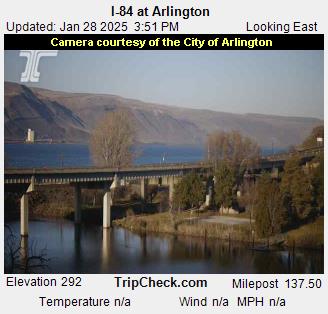 I-84 at Arlington
Updated: Jan 28 2025 3:51 PM Looking East
Camera courtesy of the City of Arlington
Elevation 292 TripCheck.com Milepost 137.50
Temperature n/a Wind n/a MPH n/a